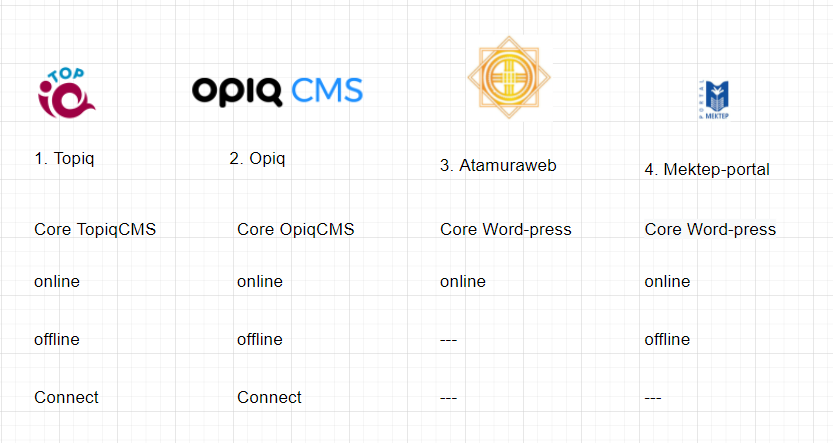 TOP iQ
OPIQ CMS
PORTAL
MEKTEP
1. Topiq
2. Opiq
3. Atamuraweb
4. Mektep-portal
Core TopiqCMS
Core OpiqCMS
Core Word-press
Core Word-press
online
online
online
online
offline
offline
---
offline
Connect
Connect
---
---